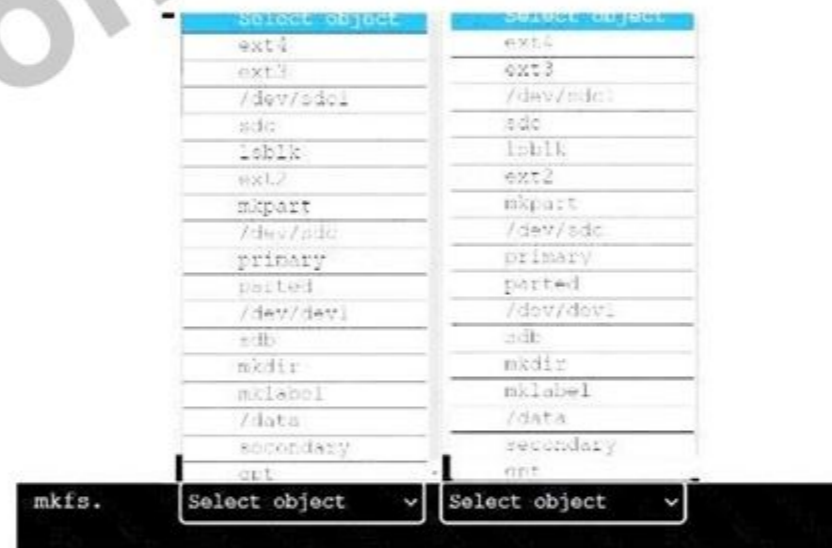 Select object Select object
ext4 ext4
ext3 ext3
/dev/sdc1 /dev/sdc1
sdc sdc
lsblk lsblk
ext2 ext2
mkpart mkpart
/dev/sdc /dev/sdc
primary primary
parted parted
/dev/dev1 /dev/dev1
sdb sdb
mkdir mkdir
mklabel mklabel
/data /data
secondary secondary
opt opt
mkfs. Select object Select object